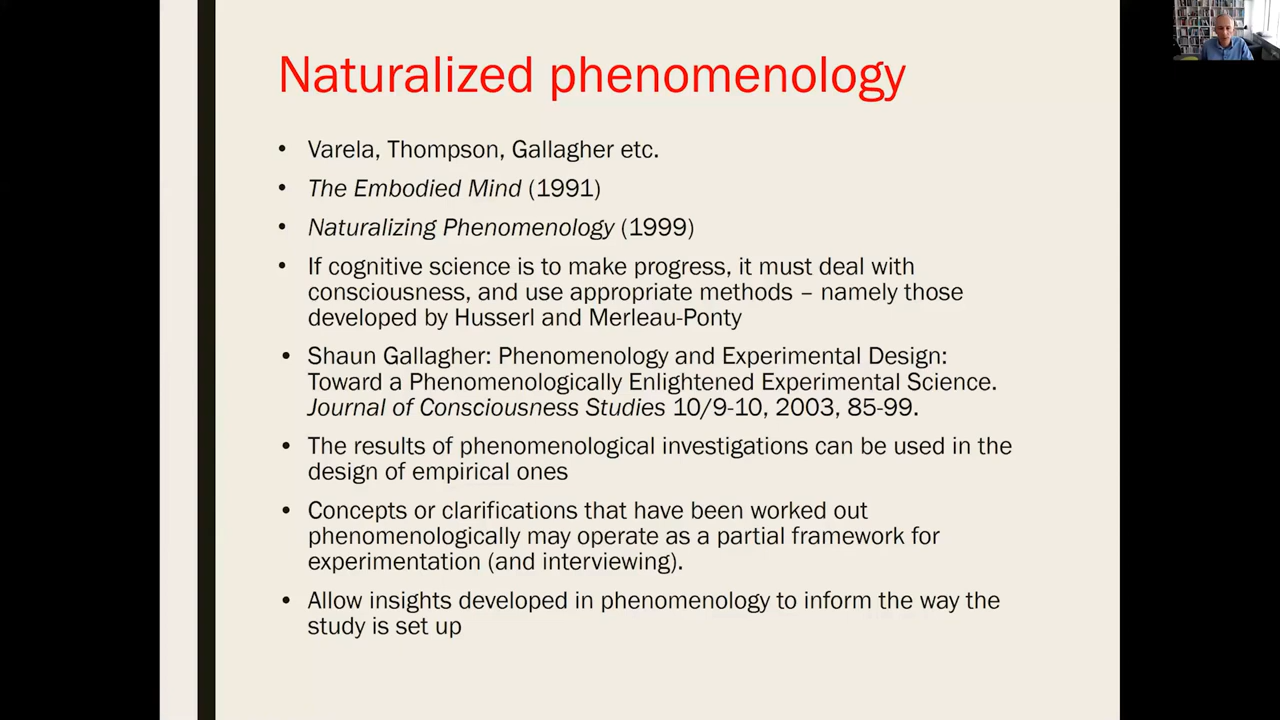 Naturalized phenomenology
• Varela, Thompson, Gallagher etc.
• The Embodied Mind (1991)
• Naturalizing Phenomenology (1999)
• If cognitive science is to make progress, it must deal with
consciousness, and use appropriate methods – namely those
developed by Husserl and Merleau-Ponty
• Shaun Gallagher: Phenomenology and Experimental Design:
Toward a Phenomenologically Enlightened Experimental Science.
Journal of Consciousness Studies 10/9-10, 2003, 85-99.
• The results of phenomenological investigations can be used in the
design of empirical ones
• Concepts or clarifications that have been worked out
phenomenologically may operate as a partial framework for
experimentation (and interviewing).
• Allow insights developed in phenomenology to inform the way the
study is set up